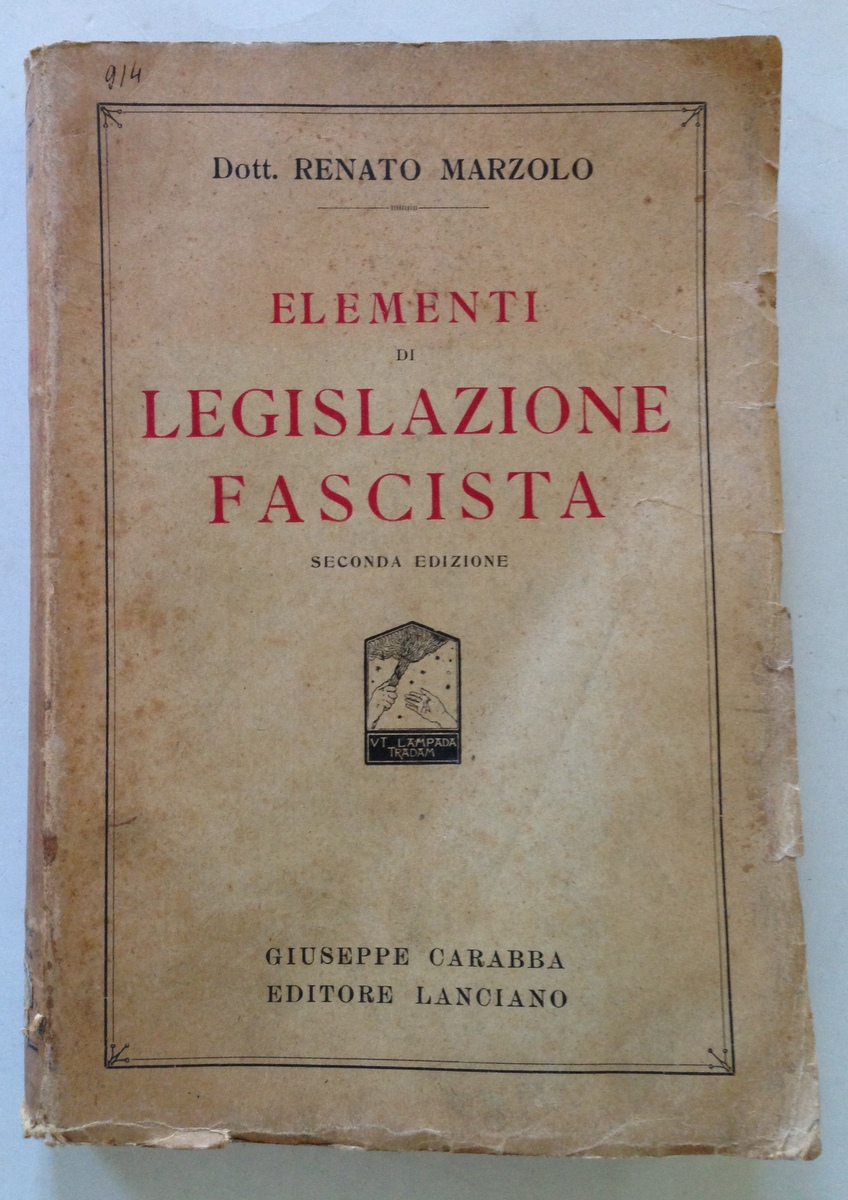 914
Dott. RENATO MARZOLO
ELEMENTI
DI
LEGISLAZIONE
FASCISTA
SECONDA EDIZIONE
VT LAMPADA
TRADAM
GIUSEPPE CARABBA
EDITORE LANCIANO